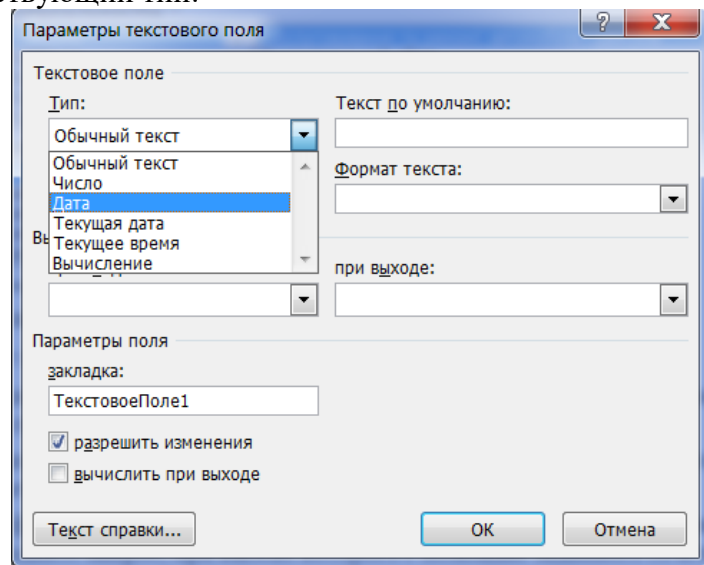 Параметры текстового поля
Текстовое поле
Тип:
Текст по умолчанию:
Обычный текст
Обычный текст
Число
Дата
Текущая дата
Текущее время
Вычисление
Формат текста:
при выходе:
Параметры поля
закладка:
ТекстовоеПоле1
разрешить изменения
вычислить при выходе
Текст справки...
ОК
Отмена